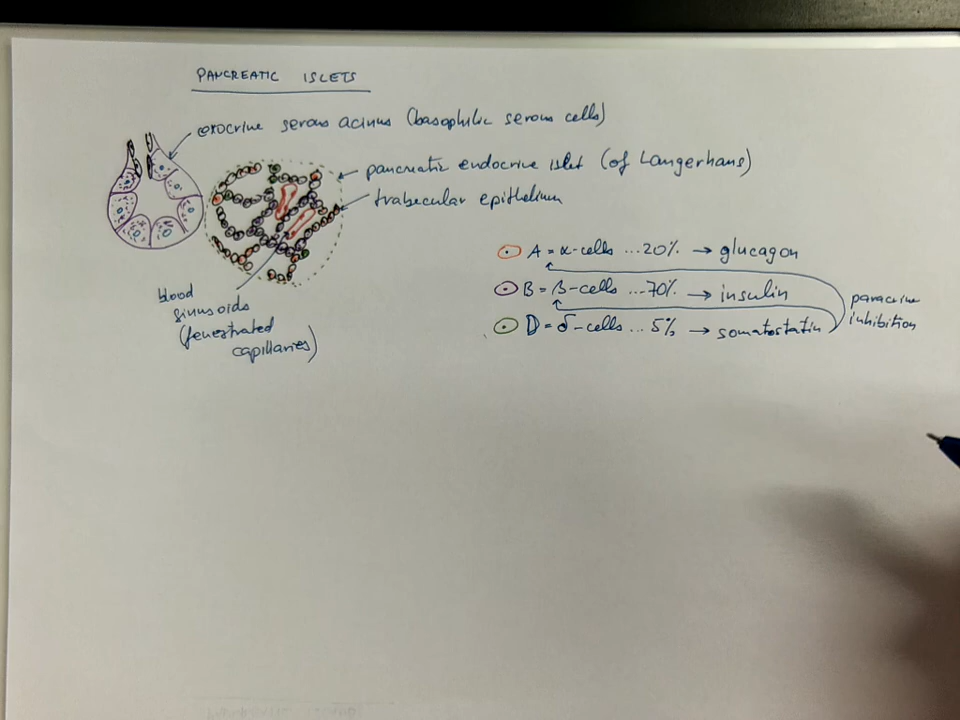 PANCREATIC ISLETS
exocrine serous acinus (basophilic serous cells)
pancreatic endocrine islet (of Langerhans)
trabecular epithelium
A = α-cells ...20% → glucagon
B = β-cells ...70% → insulin
D = δ-cells ... 5% → somatostatin
paracrine
inhibition
blood
sinusoids
(fenestrated
capillaries)